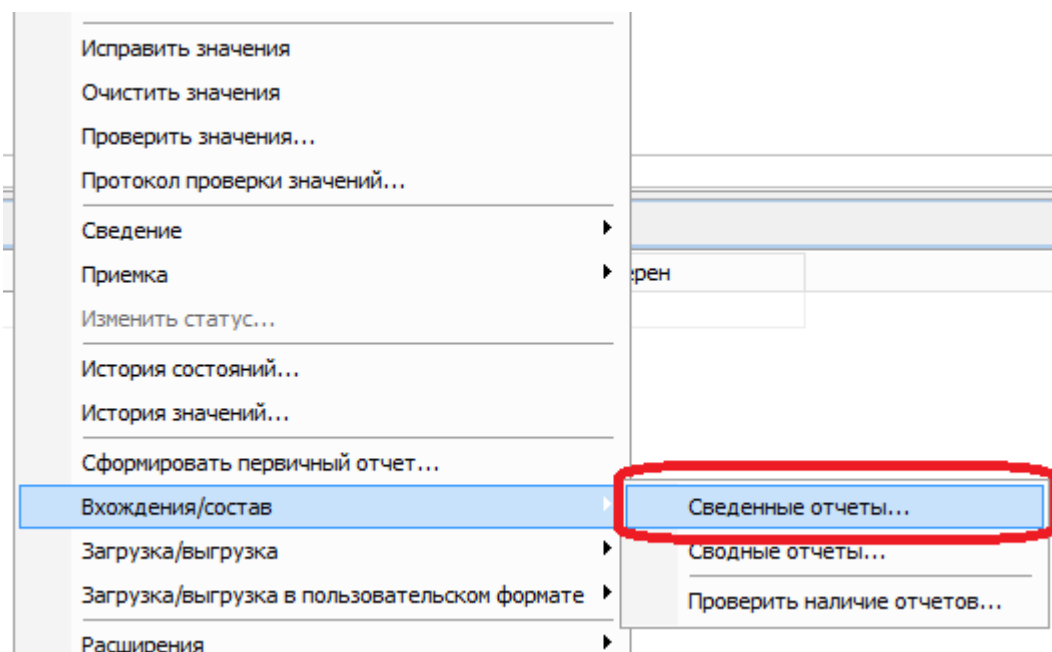 Исправить значения
Очистить значения
Проверить значения...
Протокол проверки значений...
Сведение
Приемка
ерен
Изменить статус...
История состояний...
История значений...
Сформировать первичный отчет...
Вхождения/состав
Сведенные отчеты...
Загрузка/выгрузка
Сводные отчеты...
Загрузка/выгрузка в пользовательском формате
Проверить наличие отчетов...
Расширения